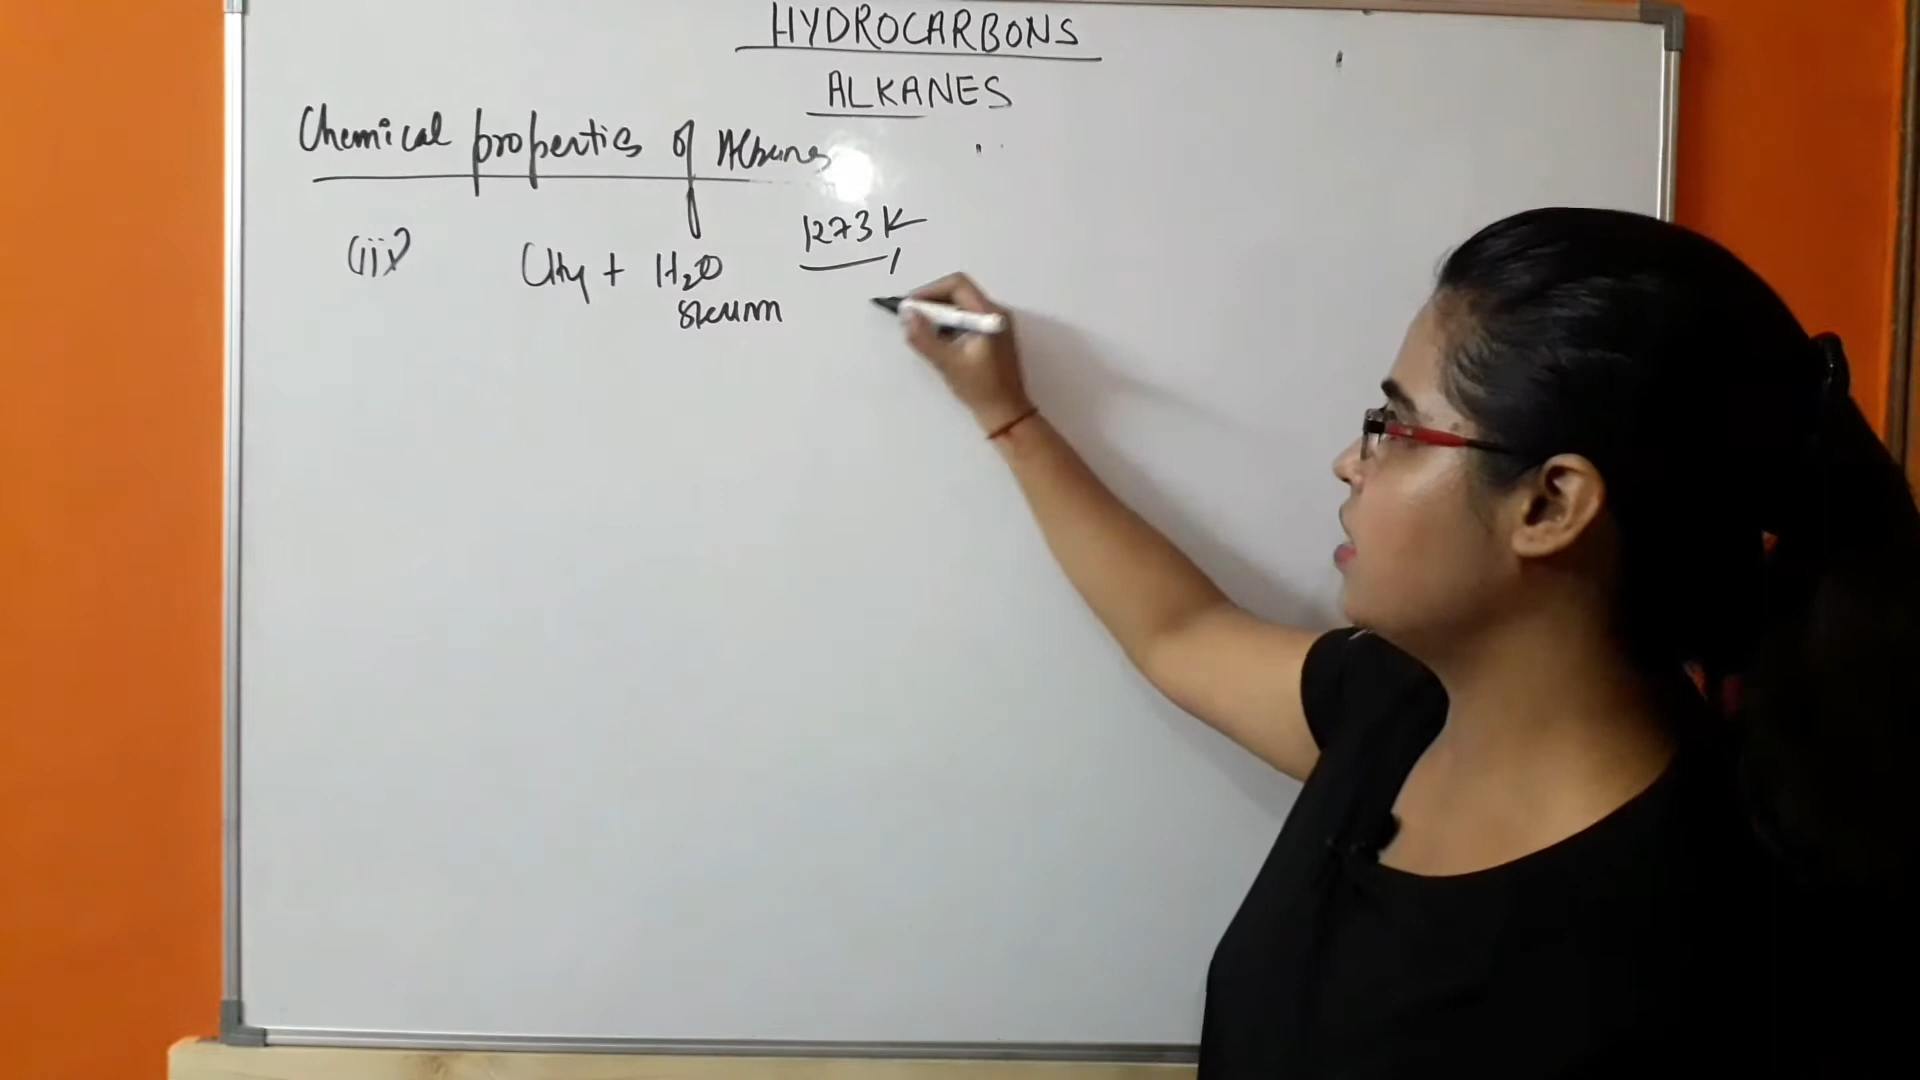 HYDROCARBONS
ALKANES
Chemical properties of Alkanes
(ii) CH4 + H2O 1273 K
steam